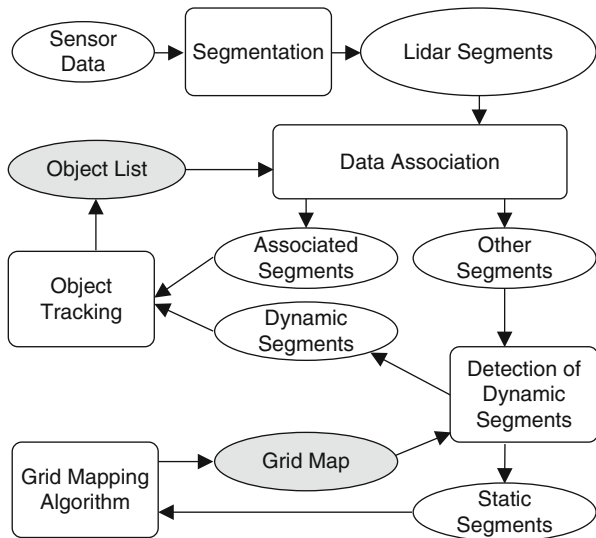 Sensor
Data
Segmentation
Lidar Segments
Object List
Data Association
Associated
Segments
Other
Segments
Object
Tracking
Dynamic
Segments
Detection of
Dynamic
Segments
Grid Mapping
Algorithm
Grid Map
Static
Segments